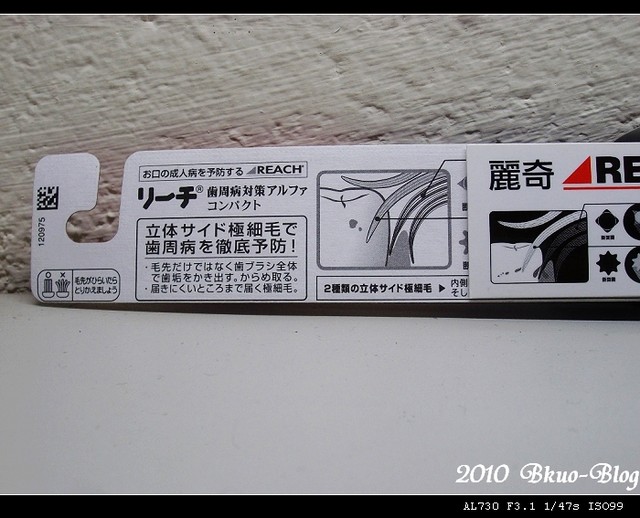 お口の成人病を予防する REACH®
リーチ® 歯周病対策アルファ
コンパクト
立体サイド極細毛で
歯周病を徹底予防!
・毛先だけではなく歯ブラシ全体
で歯垢をかき出す。からめ取る。
・届きにくいところまで届く極細毛。
120975
毛先がひらいたら
とりかえましょう
2種類の立体サイド極細毛 ▶ 内側
そし
麗奇 RE
2010 Bkuo-Blog
AL730 F3.1 1/47s ISO99